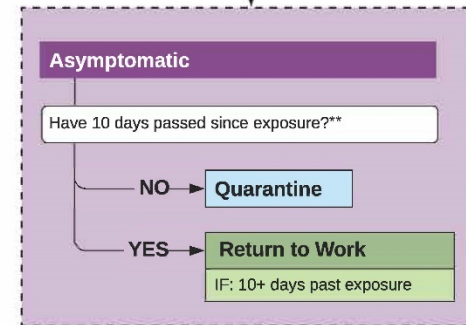 Asymptomatic
Have 10 days passed since exposure?**
NO Quarantine
YES Return to Work
IF: 10+ days past exposure